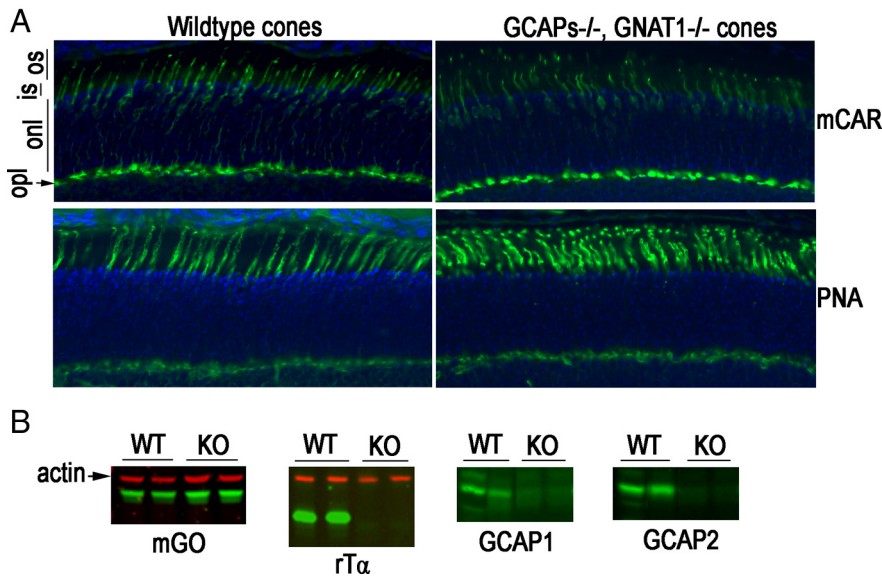 A
Wildtype cones
GCAPs-/-, GNAT1-/- cones
os
is
onl
opl
mCAR
PNA
B
WT KO
WT KO
WT KO
WT KO
actin
mGO
rTα
GCAP1
GCAP2